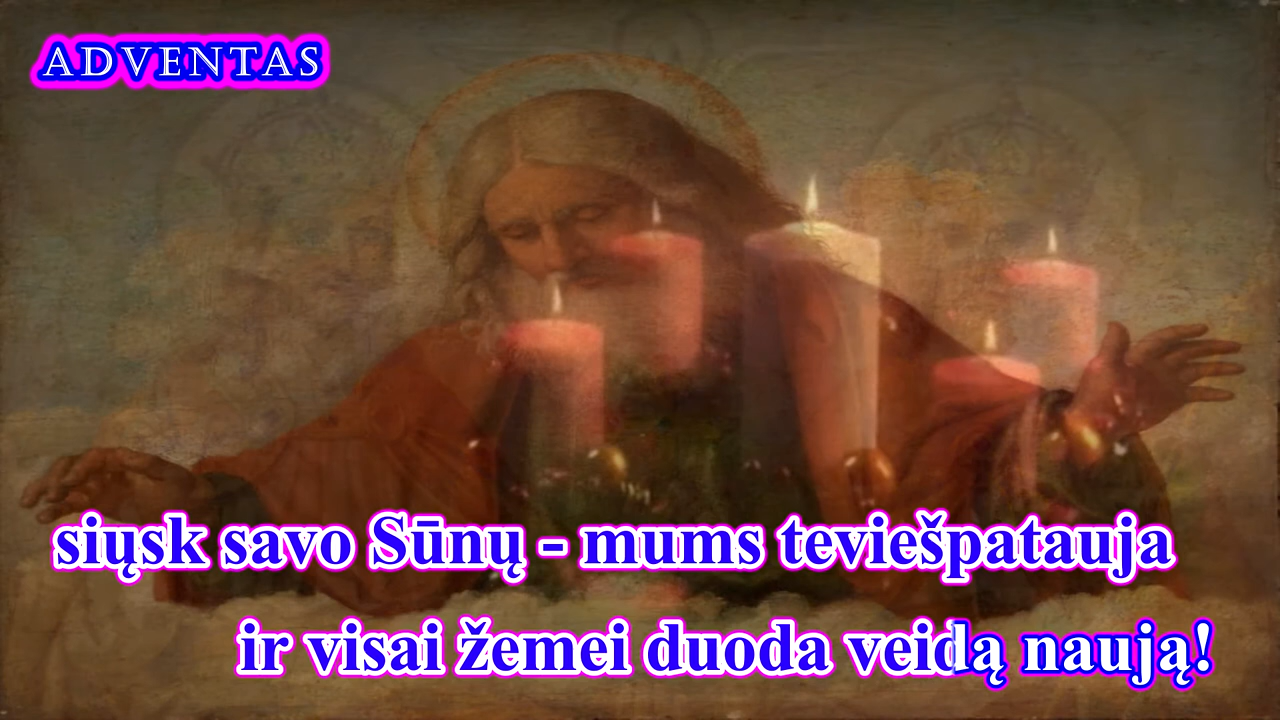 ADVENTAS
siųsk savo Sūnų - mums teviešpatauja
ir visai žemei duoda veidą naują!